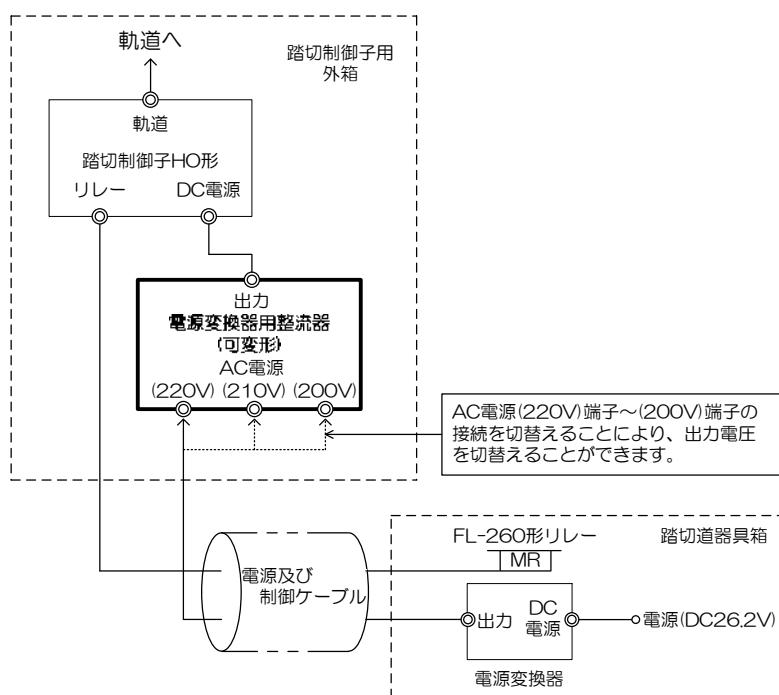 軌道へ
踏切制御子用
外箱
軌道
踏切制御子HO形
リレー DC電源
出力
電源変換器用整流器
(可変形)
AC電源
(220V) (210V) (200V)
AC電源(220V)端子～(200V)端子の
接続を切替えることにより、出力電圧
を切替えることができます。
電源及び
制御ケーブル
FL-260形リレー
踏切道器具箱
MR
出力
DC
電源
電源(DC26.2V)
電源変換器